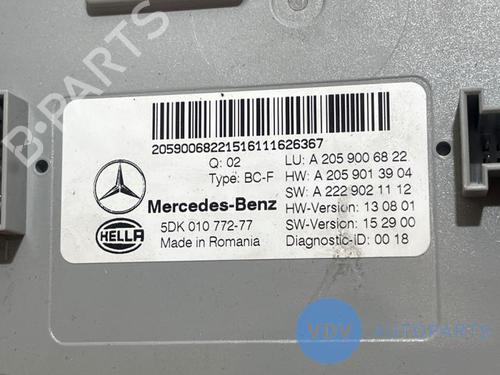 B-PARTS
20590068221516111626367
Q: 02
Type: BC-F
Mercedes-Benz
HELLA
5DK 010 772-77
Made in Romania
LU: A 205 900 68 22
HW: A 205 901 39 04
SW: A 222 902 11 12
HW-Version: 13 08 01
SW-Version: 15 29 00
Diagnostic-ID: 00 18
VDV AUTOPARTS